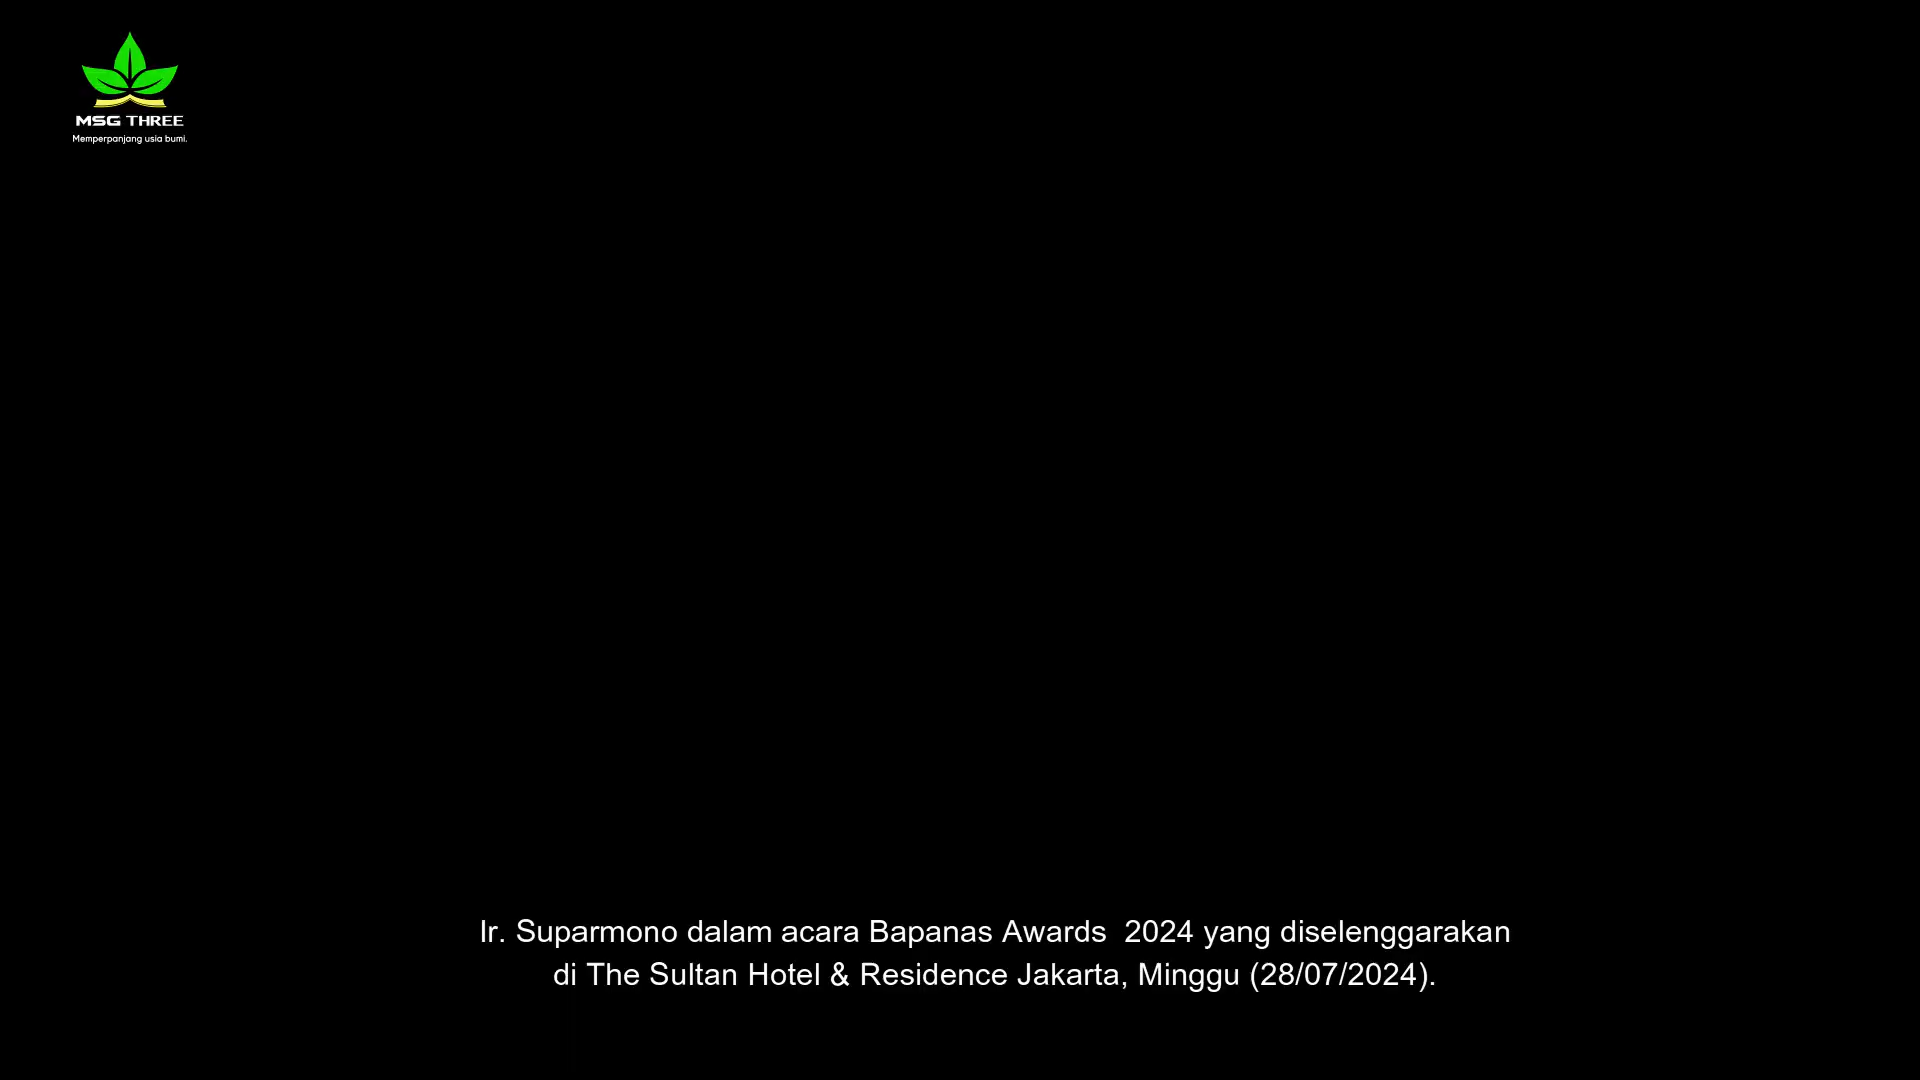 MSG THREE
Memperpanjang usia bumi.
Ir. Suparmono dalam acara Bapanas Awards  2024 yang diselenggarakan
di The Sultan Hotel & Residence Jakarta, Minggu (28/07/2024).